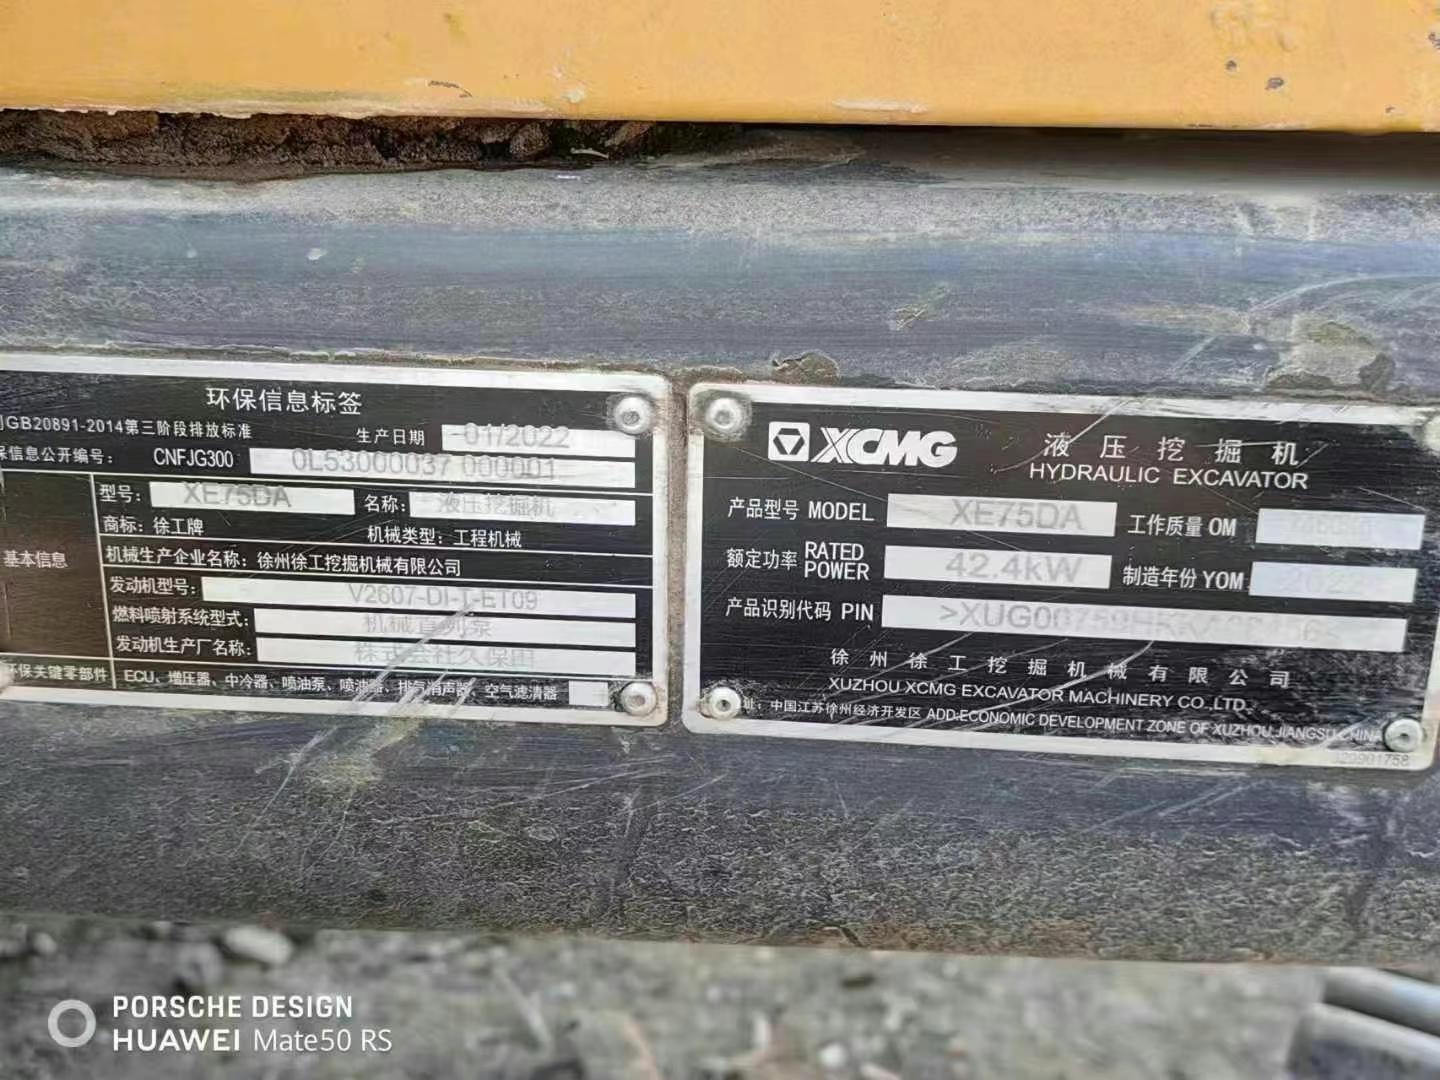 环保信息标签
GB20891-2014第三阶段排放标准
生产日期 -01/2022
保信息公开编号: CNFJG300 0L53000037 000001
基本信息
型号: XE75DA 名称: 液压挖掘机
商标: 徐工牌 机械类型: 工程机械
机械生产企业名称: 徐州徐工挖掘机械有限公司
发动机型号: V2607-DI-T-ET09
燃料喷射系统型式: 机械直列泵
发动机生产厂名称: 株式会社久保田
环保关键零部件 ECU、增压器、中冷器、喷油泵、喷油器、排气消声器、空气滤清器
XCMG 液压挖掘机
HYDRAULIC EXCAVATOR
产品型号 MODEL XE75DA 工作质量 OM
额定功率 RATED POWER 42.4kW 制造年份 YOM 2022
产品识别代码 PIN
徐州徐工挖掘机械有限公司
XUZHOU XCMG EXCAVATOR MACHINERY CO.,LTD.
址: 中国江苏徐州经济开发区 ADD:ECONOMIC DEVELOPMENT ZONE OF XUZHOU,JIANGSU,CHINA
329901758
PORSCHE DESIGN
HUAWEI Mate50 RS